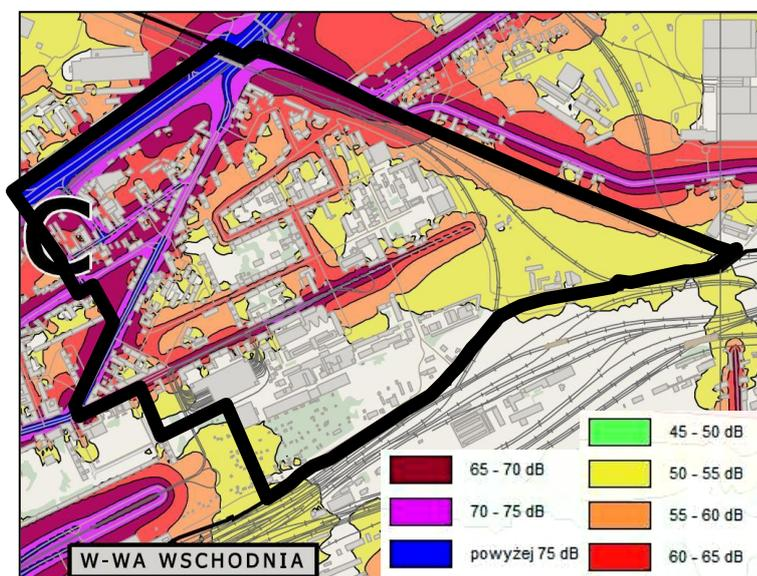 C
65 - 70 dB
70 - 75 dB
powyżej 75 dB
45 - 50 dB
50 - 55 dB
55 - 60 dB
60 - 65 dB
W-WA WSCHODNIA